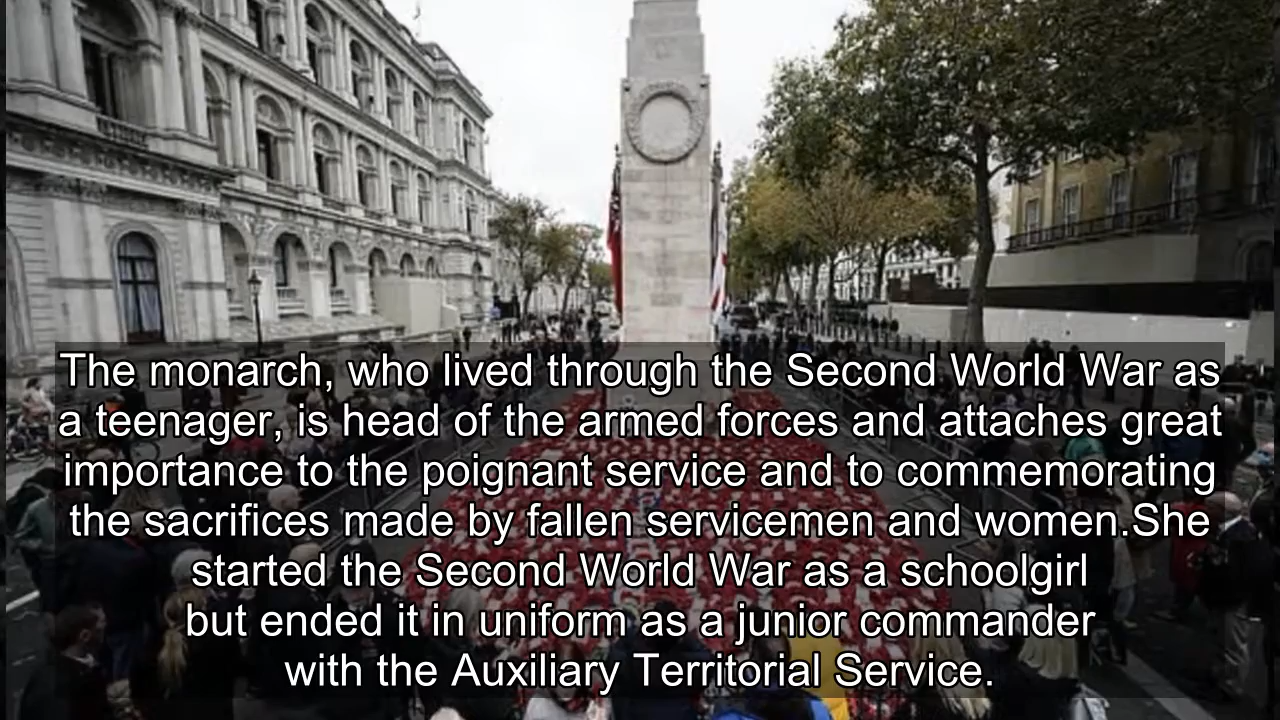 The monarch, who lived through the Second World War as
a teenager, is head of the armed forces and attaches great
importance to the poignant service and to commemorating
the sacrifices made by fallen servicemen and women.She
started the Second World War as a schoolgirl
but ended it in uniform as a junior commander
with the Auxiliary Territorial Service.